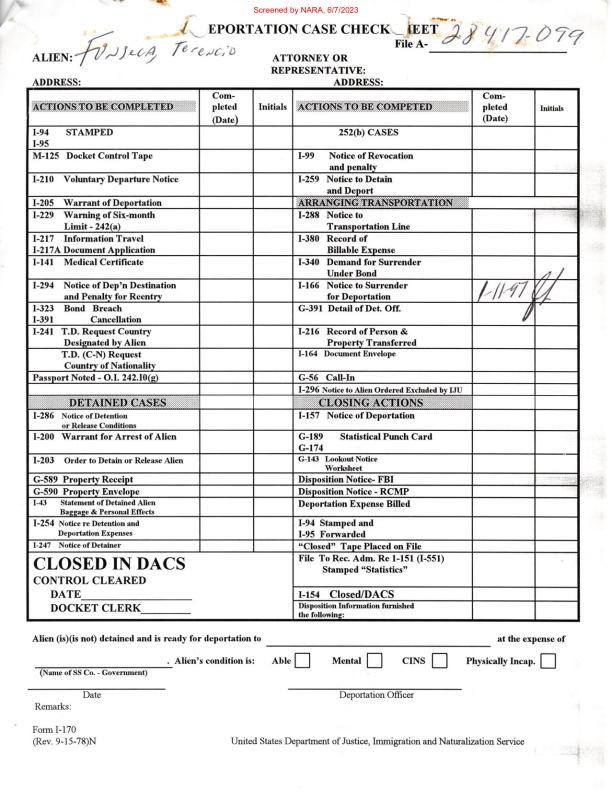 Screened by NARA, 6/7/2023
EPORTATION CASE CHECK EET
File A- 28417-099
ALIEN: Fonseca, Terencio
ATTORNEY OR
REPRESENTATIVE:
ADDRESS: ADDRESS:
ACTIONS TO BE COMPLETED Com-pleted (Date) Initials ACTIONS TO BE COMPETED Com-pleted (Date) Initials
I-94 STAMPED 252(b) CASES
I-95
M-125 Docket Control Tape I-99 Notice of Revocation
and penalty
I-210 Voluntary Departure Notice I-259 Notice to Detain
and Deport
I-205 Warrant of Deportation ARRANGING TRANSPORTATION
I-229 Warning of Six-month I-288 Notice to
Limit - 242(a) Transportation Line
I-217 Information Travel I-380 Record of
I-217A Document Application Billable Expense
I-141 Medical Certificate I-340 Demand for Surrender
Under Bond
I-294 Notice of Dep'n Destination I-166 Notice to Surrender 1-11-97
and Penalty for Reentry for Deportation
I-323 Bond Breach G-391 Detail of Det. Off.
I-391 Cancellation
I-241 T.D. Request Country I-216 Record of Person &
Designated by Alien Property Transferred
T.D. (C-N) Request I-164 Document Envelope
Country of Nationality
Passport Noted - O.I. 242.10(g) G-56 Call-In
I-296 Notice to Alien Ordered Excluded by IJU
DETAINED CASES CLOSING ACTIONS
I-286 Notice of Detention I-157 Notice of Deportation
or Release Conditions
I-200 Warrant for Arrest of Alien G-189 Statistical Punch Card
G-174
I-203 Order to Detain or Release Alien G-143 Lookout Notice
Worksheet
G-589 Property Receipt Disposition Notice- FBI
G-590 Property Envelope Disposition Notice - RCMP
I-43 Statement of Detained Alien Deportation Expense Billed
Baggage & Personal Effects
I-254 Notice re Detention and I-94 Stamped and
Deportation Expenses I-95 Forwarded
I-247 Notice of Detainer "Closed" Tape Placed on File
CLOSED IN DACS File To Rec. Adm. Re I-151 (I-551)
Stamped "Statistics"
CONTROL CLEARED
DATE I-154 Closed/DACS
DOCKET CLERK Disposition Information furnished
the following:
Alien (is)(is not) detained and is ready for deportation to at the expense of
. Alien's condition is: Able Mental CINS Physically Incap.
(Name of SS Co. - Government)
Date Deportation Officer
Remarks:
Form I-170
(Rev. 9-15-78)N United States Department of Justice, Immigration and Naturalization Service